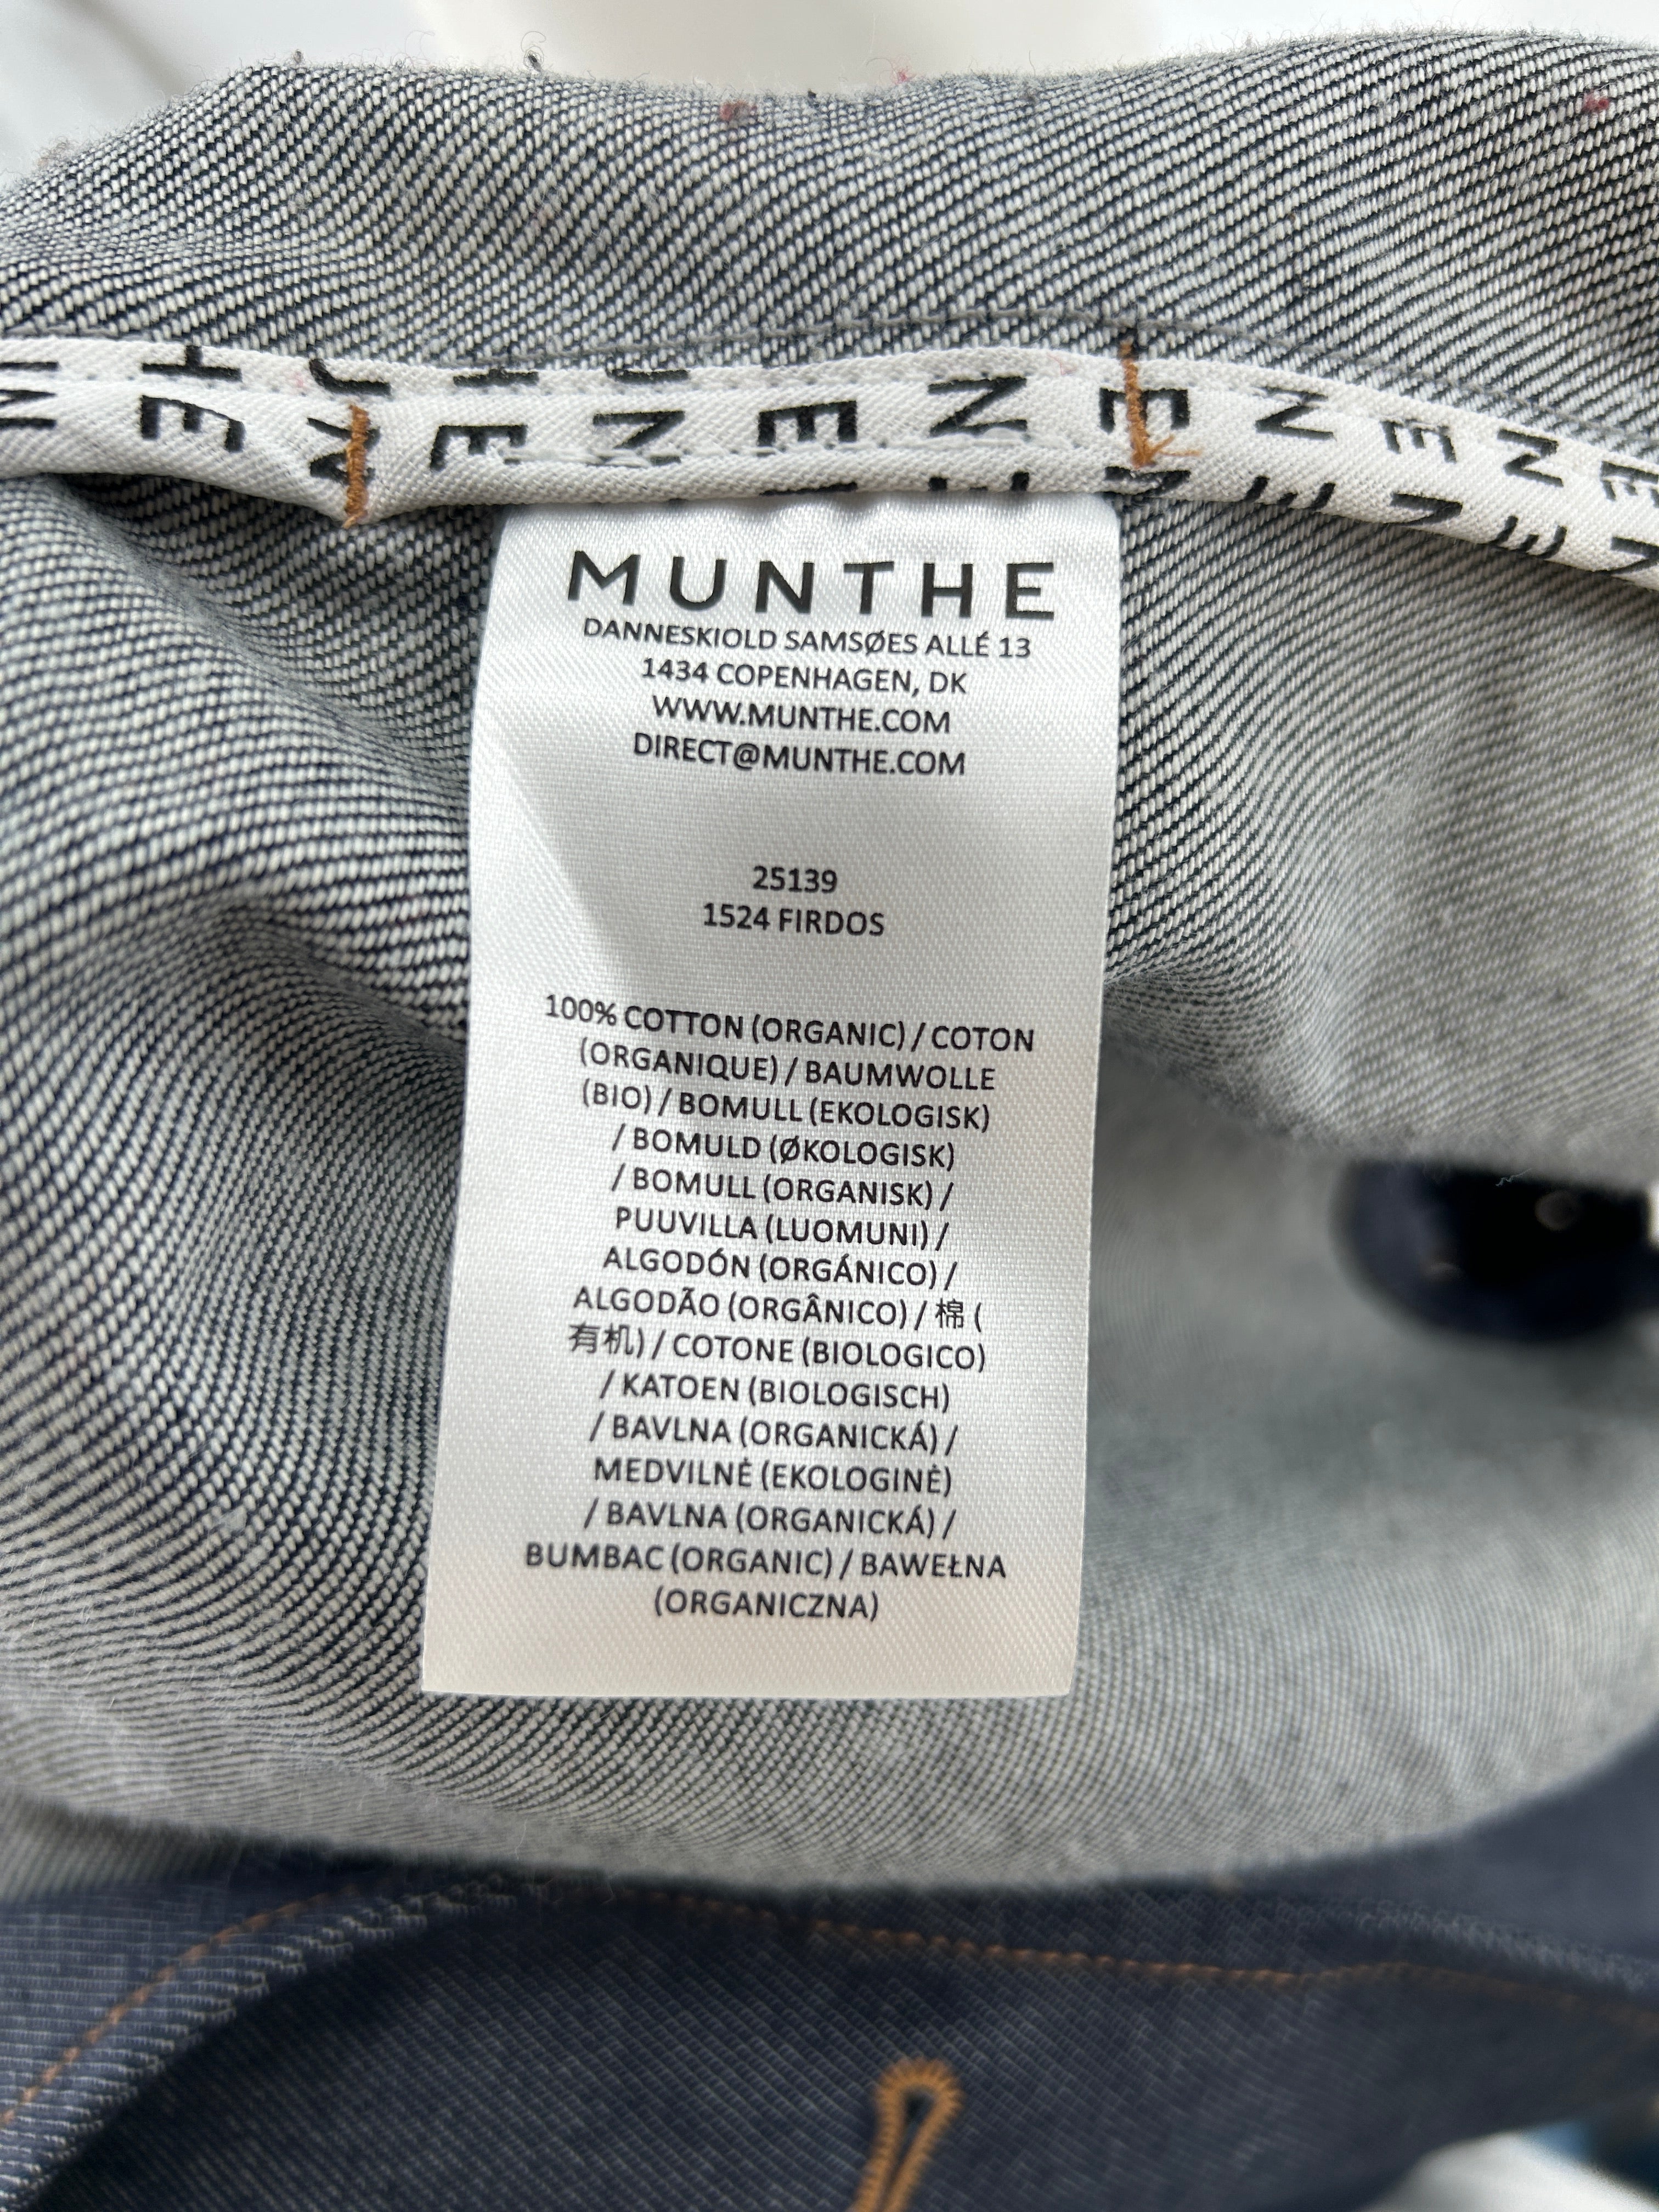 MUNTHE
DANNESKIOLD SAMSØES ALLÉ 13
1434 COPENHAGEN, DK
WWW.MUNTHE.COM
DIRECT@MUNTHE.COM
25139
1524 FIRDOS
100% COTTON (ORGANIC) / COTON
(ORGANIQUE) / BAUMWOLLE
(BIO) / BOMULL (EKOLOGISK)
/ BOMULD (ØKOLOGISK)
/ BOMULL (ORGANISK) /
PUUVILLA (LUOMUNI) /
ALGODÓN (ORGÁNICO) /
ALGODÃO (ORGÂNICO) / 棉 (
有机) / COTONE (BIOLOGICO)
/ KATOEN (BIOLOGISCH)
/ BAVLNA (ORGANICKÁ) /
MEDVILNĖ (EKOLOGINĖ)
/ BAVLNA (ORGANICKÁ) /
BUMBAC (ORGANIC) / BAWEŁNA
(ORGANICZNA)